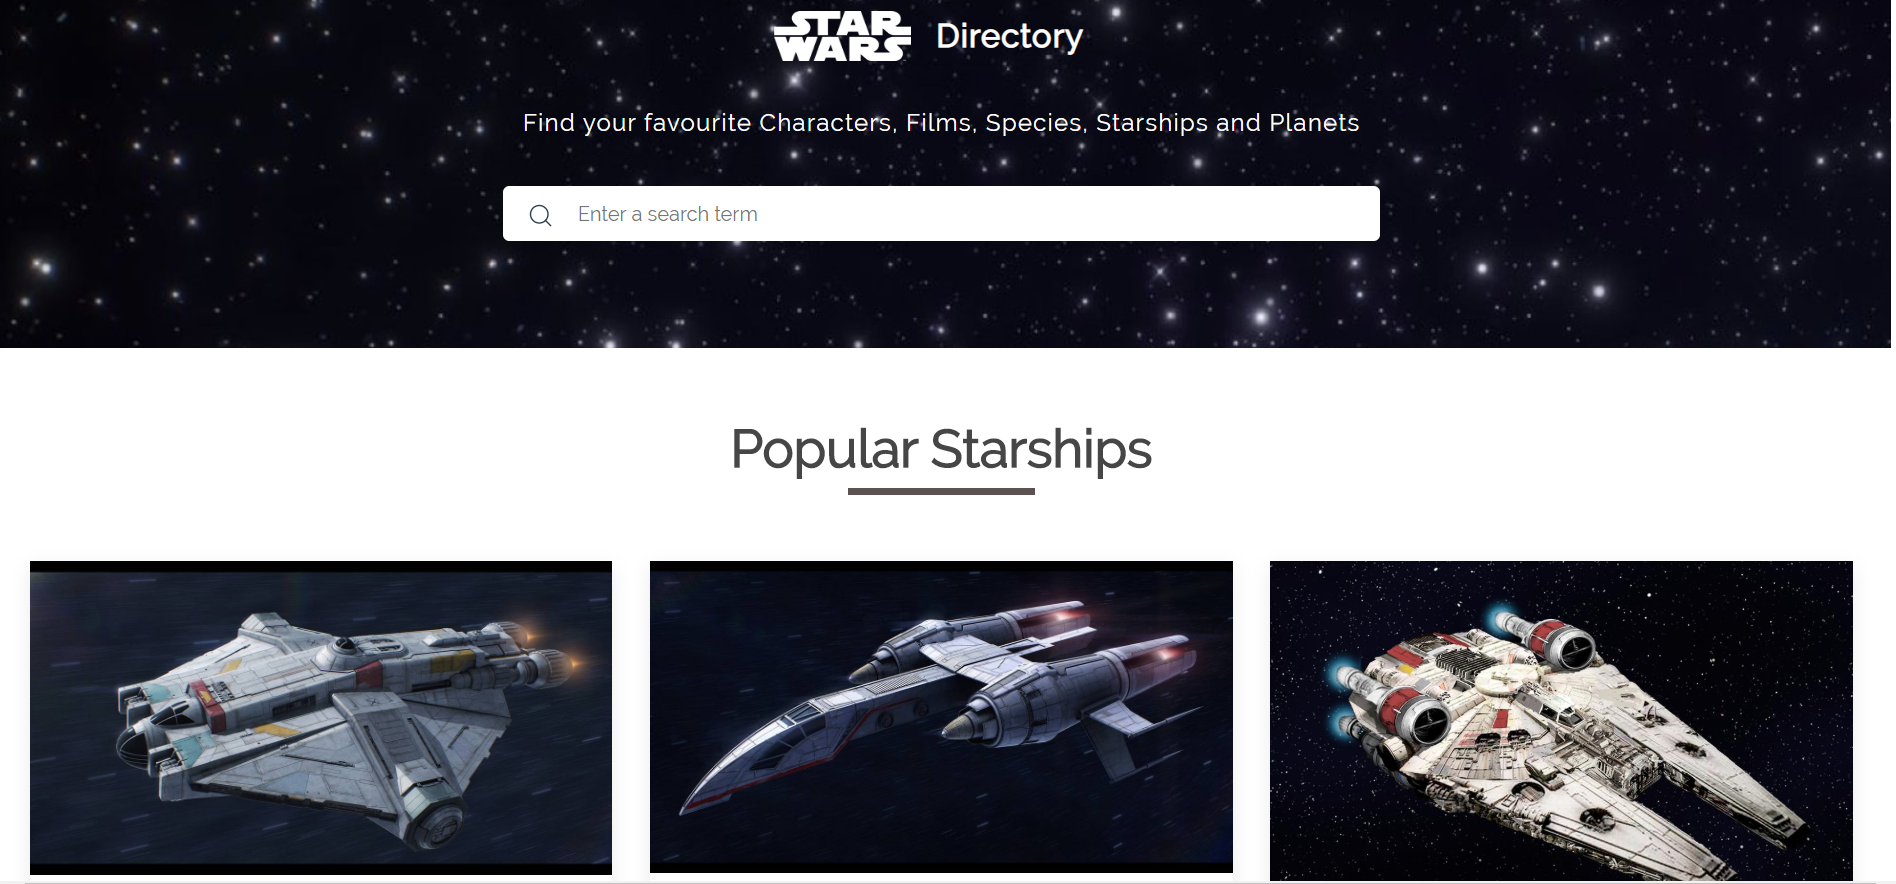 STAR
WARS
Directory
Find your favourite Characters, Films, Species, Starships and Planets
Enter a search term
Popular Starships